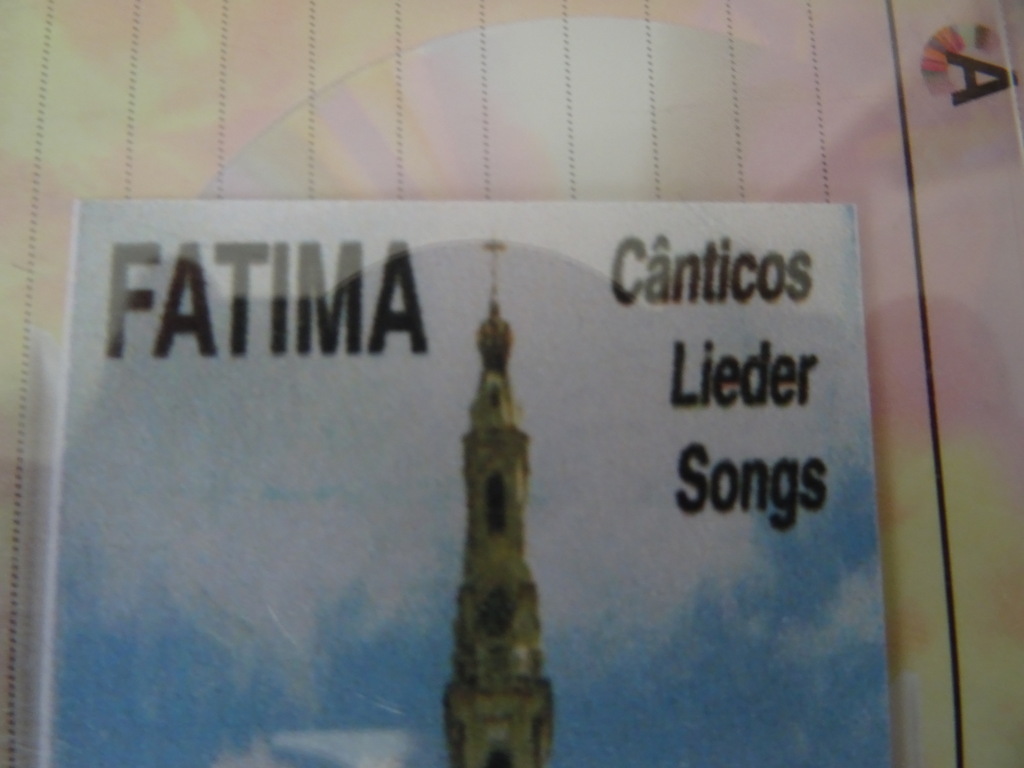 A
FATIMA
Cânticos
Lieder
Songs